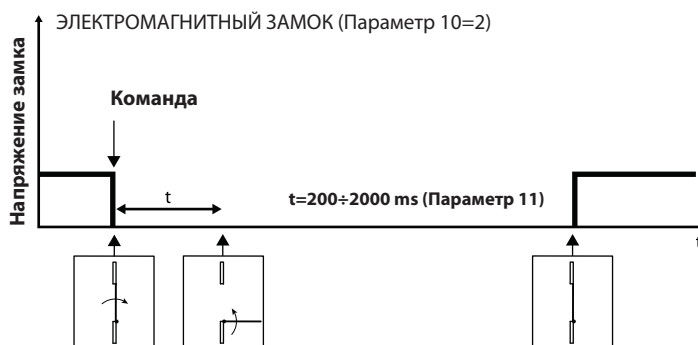 ЭЛЕКТРОМАГНИТНЫЙ ЗАМОК (Параметр 10=2)
Напряжение замка
Команда
t
t=200÷2000 ms (Параметр 11)
t